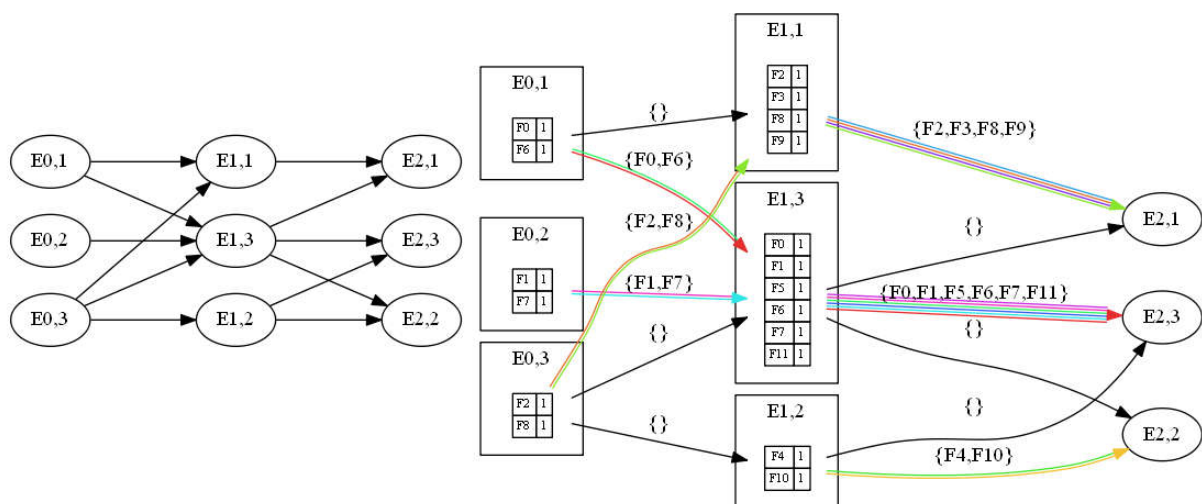 E0,1
E1,1
E2,1
E0,2
E1,3
E2,3
E0,3
E1,2
E2,2
E0,1
F0 1
F6 1
E0,2
F1 1
F7 1
E0,3
F2 1
F8 1
{}
{F0,F6}
{F2,F8}
{F1,F7}
{}
{}
E1,1
F2 1
F3 1
F8 1
F9 1
E1,3
F0 1
F1 1
F5 1
F6 1
F7 1
F11 1
E1,2
F4 1
F10 1
{F2,F3,F8,F9}
{}
{F0,F1,F5,F6,F7,F11}
{}
{}
{F4,F10}
E2,1
E2,3
E2,2